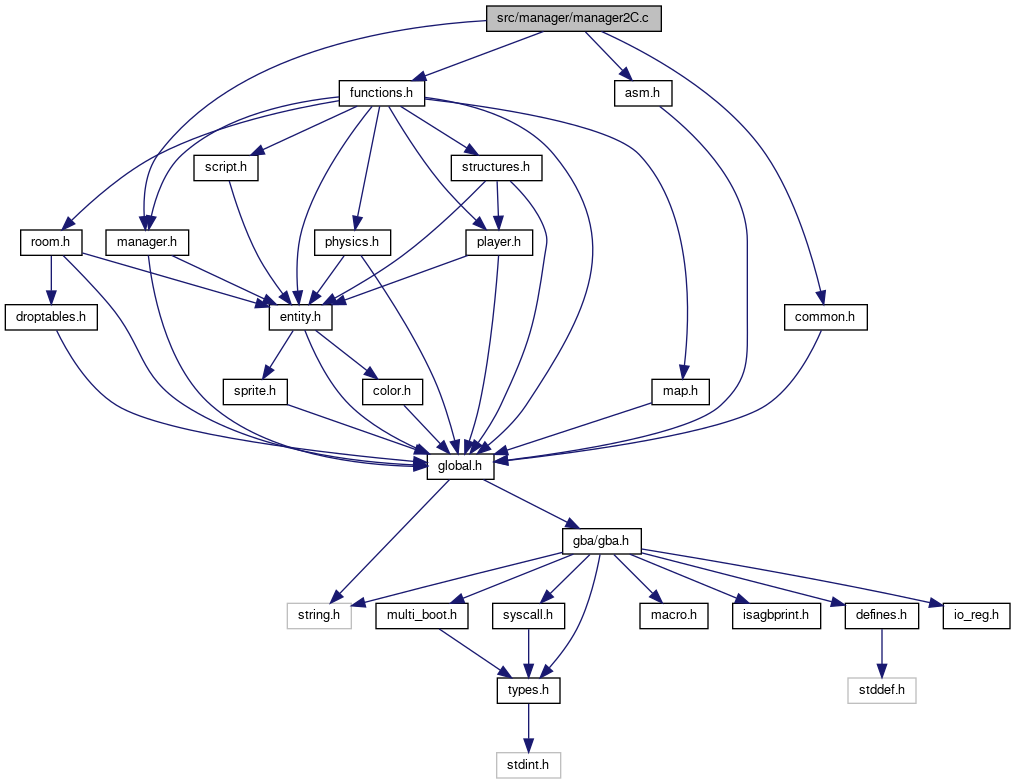 src/manager/manager2C.c
functions.h
asm.h
script.h
structures.h
room.h
manager.h
physics.h
player.h
droptables.h
entity.h
common.h
sprite.h
color.h
map.h
global.h
gba/gba.h
string.h
multi_boot.h
syscall.h
macro.h
isagbprint.h
defines.h
io_reg.h
types.h
stddef.h
stdint.h